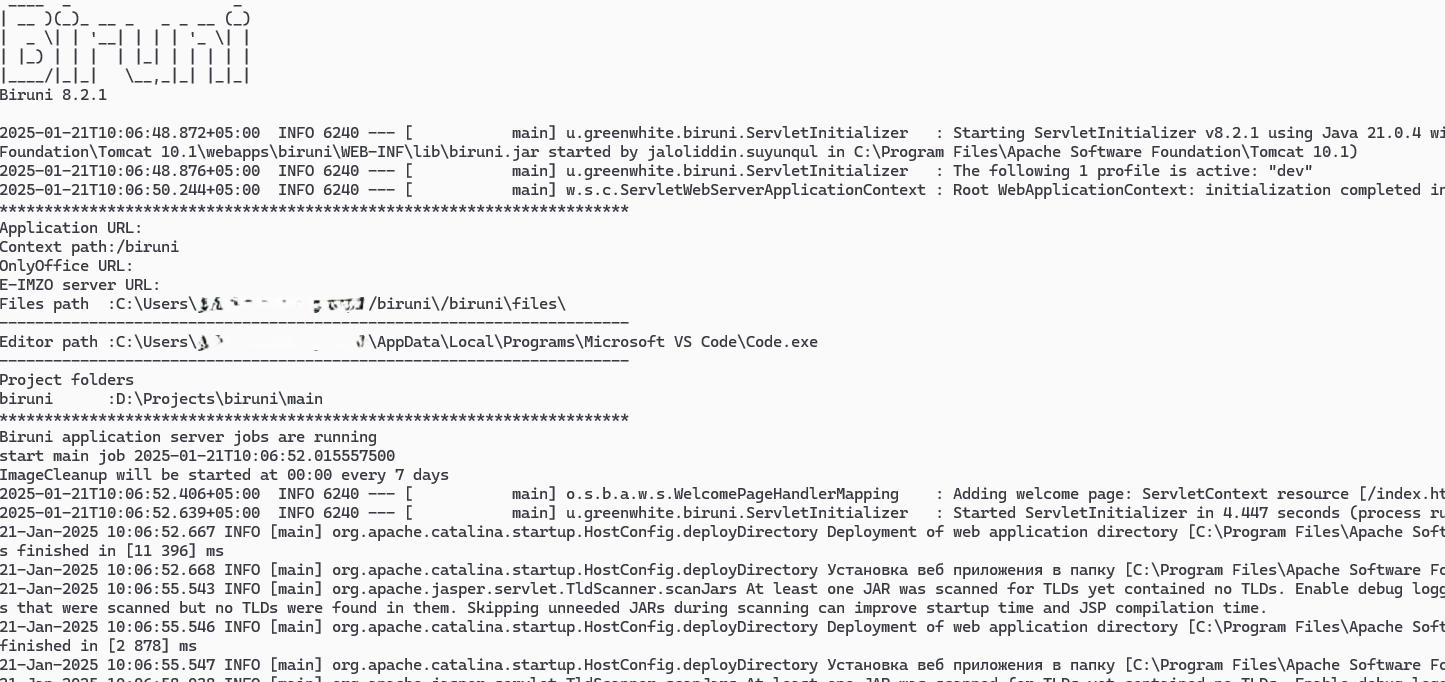 ____  _                  _
| __ )(_)_ __ _   _ _ __ (_)
|  _ \| | '__| | | | '_ \| |
| |_) | | |  | |_| | | | | |
|____/|_|_|   \__,_|_| |_|_|
Biruni 8.2.1
2025-01-21T10:06:48.872+05:00  INFO 6240 --- [           main] u.greenwhite.biruni.ServletInitializer   : Starting ServletInitializer v8.2.1 using Java 21.0.4 wi
Foundation\Tomcat 10.1\webapps\biruni\WEB-INF\lib\biruni.jar started by jaloliddin.suyunqul in C:\Program Files\Apache Software Foundation\Tomcat 10.1)
2025-01-21T10:06:48.876+05:00  INFO 6240 --- [           main] u.greenwhite.biruni.ServletInitializer   : The following 1 profile is active: "dev"
2025-01-21T10:06:50.244+05:00  INFO 6240 --- [           main] w.s.c.ServletWebServerApplicationContext : Root WebApplicationContext: initialization completed in
**********************************************************************
Application URL:
Context path:/biruni
OnlyOffice URL:
E-IMZO server URL:
Files path  :C:\Users\ /biruni\/biruni\files\
----------------------------------------------------------------------
Editor path :C:\Users\ \AppData\Local\Programs\Microsoft VS Code\Code.exe
----------------------------------------------------------------------
Project folders
biruni      :D:\Projects\biruni\main
**********************************************************************
Biruni application server jobs are running
start main job 2025-01-21T10:06:52.015557500
ImageCleanup will be started at 00:00 every 7 days
2025-01-21T10:06:52.406+05:00  INFO 6240 --- [           main] o.s.b.a.w.s.WelcomePageHandlerMapping    : Adding welcome page: ServletContext resource [/index.ht
2025-01-21T10:06:52.639+05:00  INFO 6240 --- [           main] u.greenwhite.biruni.ServletInitializer   : Started ServletInitializer in 4.447 seconds (process ru
21-Jan-2025 10:06:52.667 INFO [main] org.apache.catalina.startup.HostConfig.deployDirectory Deployment of web application directory [C:\Program Files\Apache Soft
s finished in [11 396] ms
21-Jan-2025 10:06:52.668 INFO [main] org.apache.catalina.startup.HostConfig.deployDirectory Установка веб приложения в папку [C:\Program Files\Apache Software Fo
21-Jan-2025 10:06:55.543 INFO [main] org.apache.jasper.servlet.TldScanner.scanJars At least one JAR was scanned for TLDs yet contained no TLDs. Enable debug logg
s that were scanned but no TLDs were found in them. Skipping unneeded JARs during scanning can improve startup time and JSP compilation time.
21-Jan-2025 10:06:55.546 INFO [main] org.apache.catalina.startup.HostConfig.deployDirectory Deployment of web application directory [C:\Program Files\Apache Soft
finished in [2 878] ms
21-Jan-2025 10:06:55.547 INFO [main] org.apache.catalina.startup.HostConfig.deployDirectory Установка веб приложения в папку [C:\Program Files\Apache Software Fo